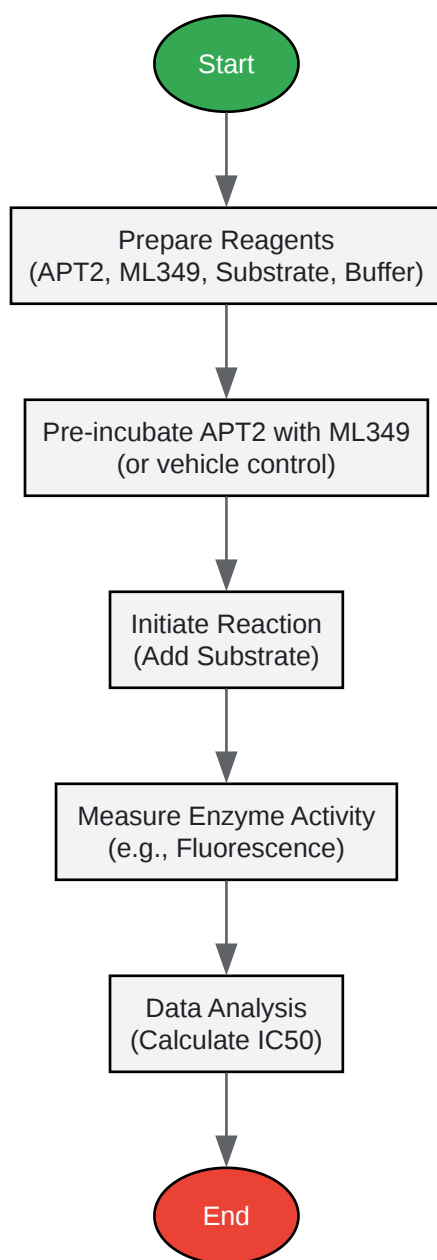 Start
Prepare Reagents
(APT2, ML349, Substrate, Buffer)
Pre-incubate APT2 with ML349
(or vehicle control)
Initiate Reaction
(Add Substrate)
Measure Enzyme Activity
(e.g., Fluorescence)
Data Analysis
(Calculate IC50)
End